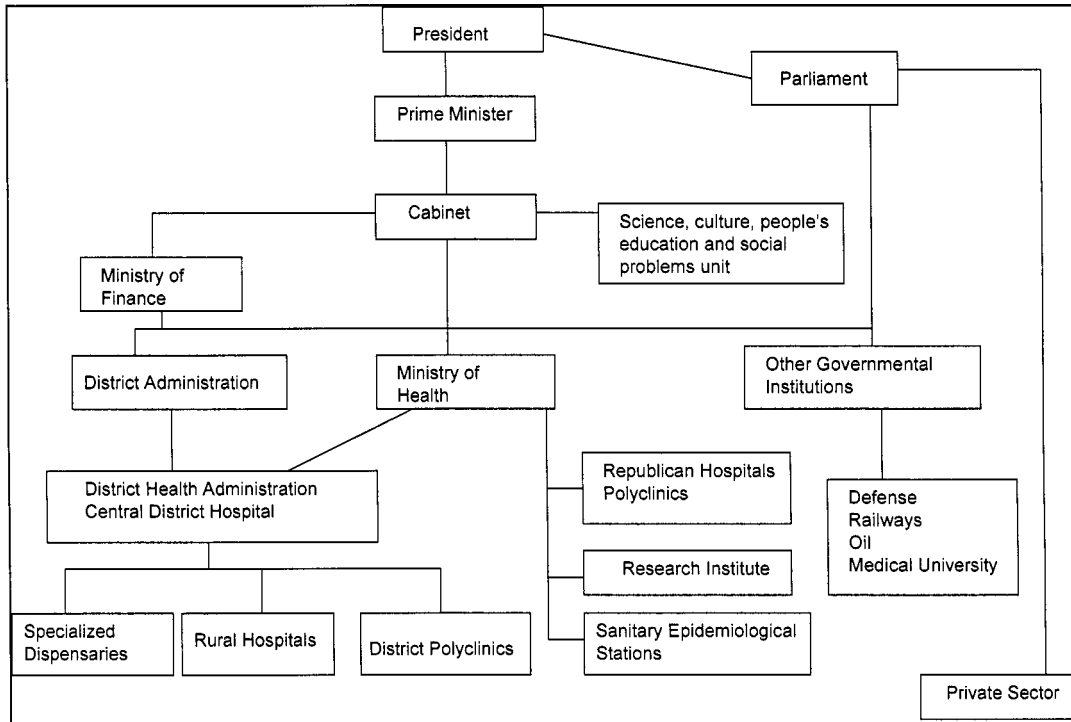 President
Parliament
Prime Minister
Cabinet
Science, culture, people's
education and social
problems unit
Ministry of
Finance
District Administration
Ministry of
Health
Other Governmental
Institutions
District Health Administration
Central District Hospital
Republican Hospitals
Polyclinics
Defense
Railways
Oil
Medical University
Research Institute
Specialized
Dispensaries
Rural Hospitals
District Polyclinics
Sanitary Epidemiological
Stations
Private Sector